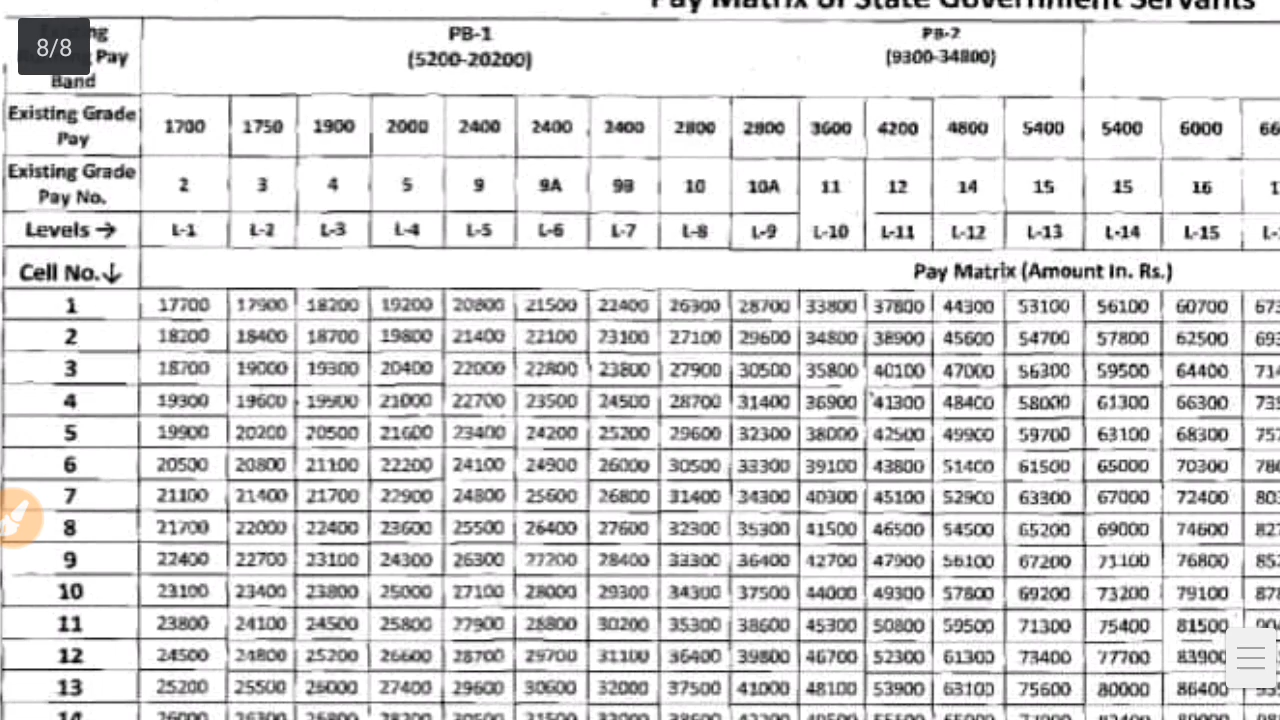 Pay Matrix of State Government Servants
8/8
Pay
Band
PB-1
(5200-20200)
PB-2
(9300-34800)
Existing Grade Pay 1700 1750 1900 2000 2400 2400 2400 2800 2800 3600 4200 4800 5400 5400 6000
Existing Grade Pay No. 2 3 4 5 9 9A 9B 10 10A 11 12 14 15 15 16
Levels → L-1 L-2 L-3 L-4 L-5 L-6 L-7 L-8 L-9 L-10 L-11 L-12 L-13 L-14 L-15
Cell No.↓ Pay Matrix (Amount In. Rs.)
1 17700 17900 18200 19200 20800 21500 22400 26300 28700 33800 37800 44300 53100 56100 60700
2 18200 18400 18700 19800 21400 22100 23100 27100 29600 34800 38900 45600 54700 57800 62500
3 18700 19000 19300 20400 22000 22800 23800 27900 30500 35800 40100 47000 56300 59500 64400
4 19300 19600 19900 21000 22700 23500 24500 28700 31400 36900 41300 48400 58000 61300 66300
5 19900 20200 20500 21600 23400 24200 25200 29600 32300 38000 42500 49900 59700 63100 68300
6 20500 20800 21100 22200 24100 24900 26000 30500 33300 39100 43800 51400 61500 65000 70300
7 21100 21400 21700 22900 24800 25600 26800 31400 34300 40300 45100 52900 63300 67000 72400
8 21700 22000 22400 23600 25500 26400 27600 32300 35300 41500 46500 54500 65200 69000 74600
9 22400 22700 23100 24300 26300 27200 28400 33300 36400 42700 47900 56100 67200 71100 76800
10 23100 23400 23800 25000 27100 28000 29300 34300 37500 44000 49300 57800 69200 73200 79100
11 23800 24100 24500 25800 27900 28800 30200 35300 38600 45300 50800 59500 71300 75400 81500
12 24500 24800 25200 26600 28700 29700 31100 36400 39800 46700 52300 61300 73400 77700 83900
13 25200 25500 26000 27400 29600 30600 32000 37500 41000 48100 53900 63100 75600 80000 86400